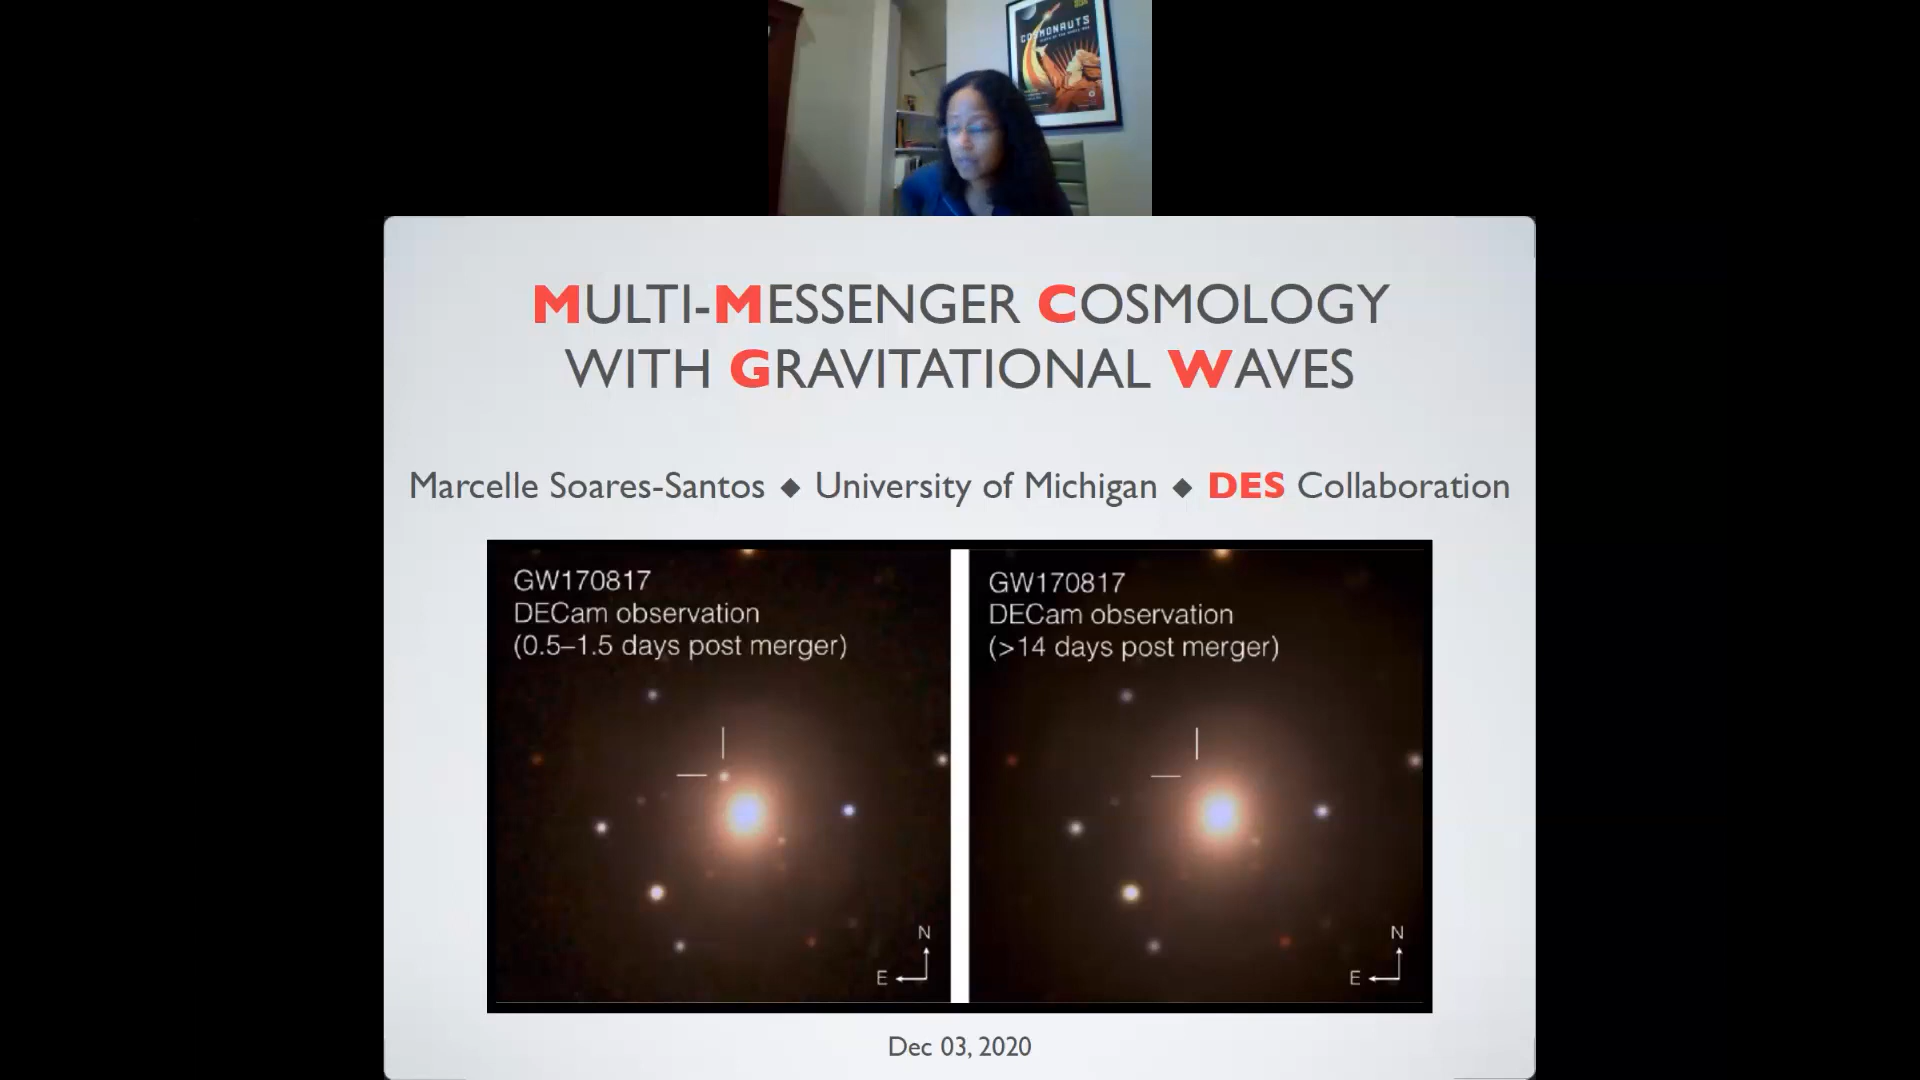 COSMONAUTS
MULTI-MESSENGER COSMOLOGY
WITH GRAVITATIONAL WAVES
Marcelle Soares-Santos ◆ University of Michigan ◆ DES Collaboration
GW170817
DECam observation
(0.5–1.5 days post merger)
N
E
GW170817
DECam observation
(>14 days post merger)
N
E
Dec 03, 2020